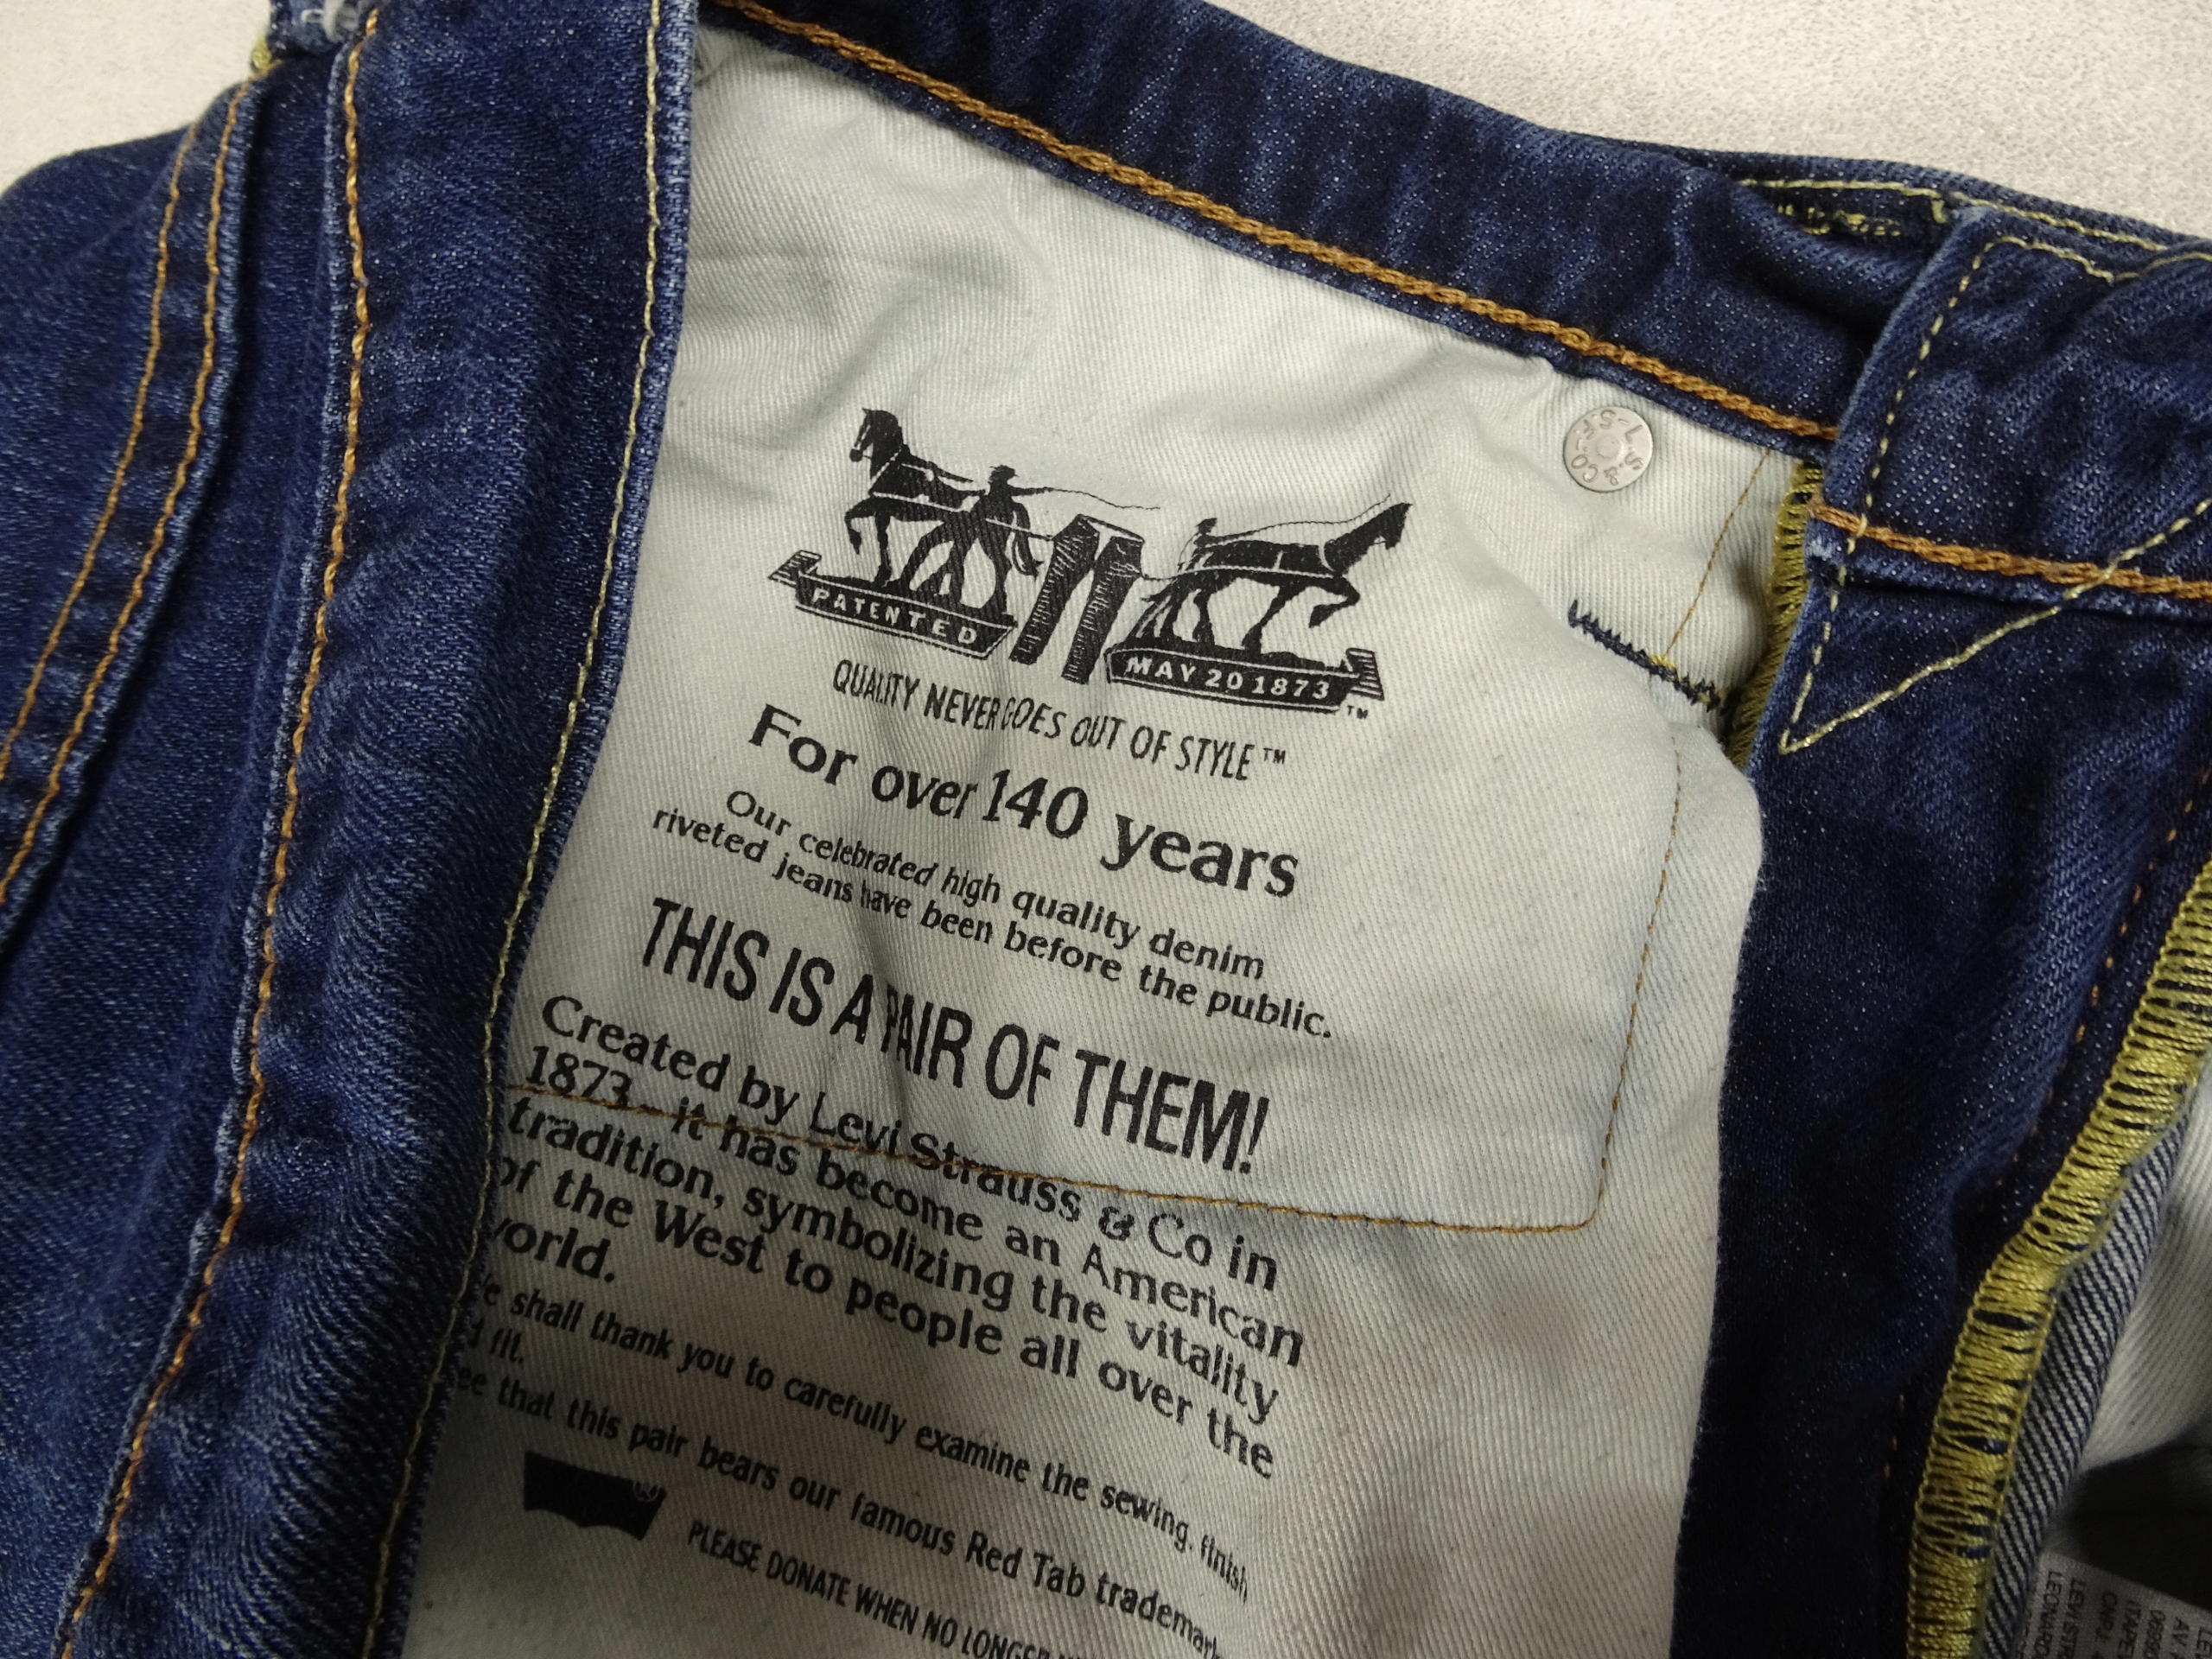 PATENTED
MAY 20 1873
TM
QUALITY NEVER GOES OUT OF STYLE™
For over 140 years
Our celebrated high quality denim
riveted jeans have been before the public.
THIS IS A PAIR OF THEM!
Created by Levi Strauss & Co in
1873 - it has become an American
tradition, symbolizing the vitality
of the West to people all over the
world.
shall thank you to carefully examine the sewing, finish
fit.
that this pair bears our famous Red Tab trademark
®
PLEASE DONATE WHEN NO LONGER
L.S. & CO. S.F.